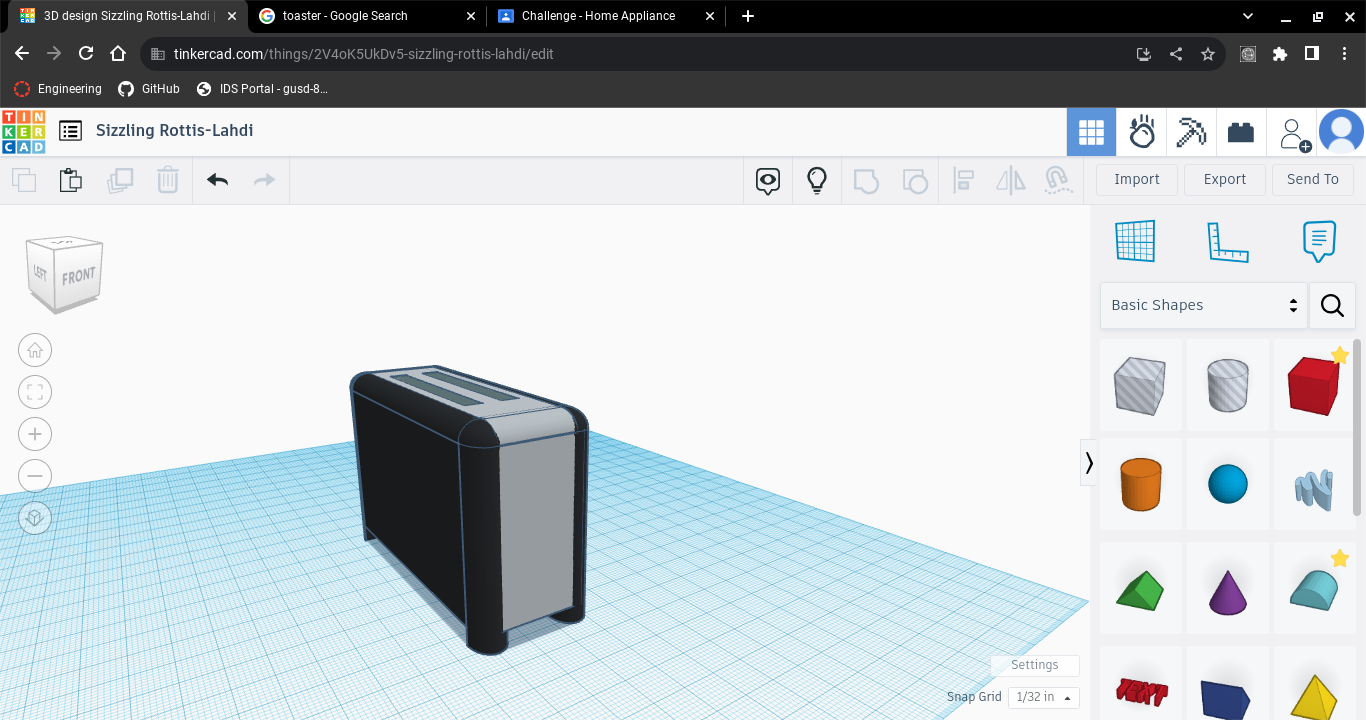 3D design Sizzling Rottis-Lahdi |
toaster - Google Search
Challenge - Home Appliance
tinkercad.com/things/2V4oK5UkDv5-sizzling-rottis-lahdi/edit
Engineering
GitHub
IDS Portal - gusd-8...
TIN
KER
CAD
Sizzling Rottis-Lahdi
Import
Export
Send To
LEFT
FRONT
Basic Shapes
TEXT
Settings
Snap Grid
1/32 in